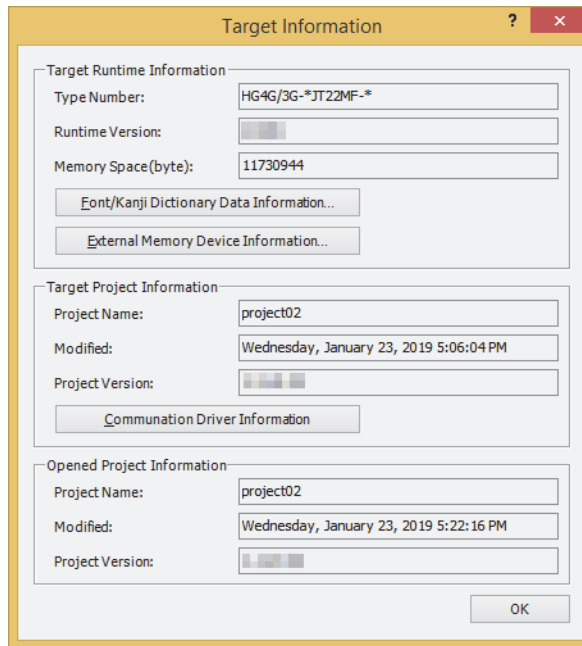 Target Information
?
×
Target Runtime Information
Type Number: HG4G/3G-*JT22MF-*
Runtime Version:
Memory Space(byte): 11730944
Font/Kanji Dictionary Data Information...
External Memory Device Information...
Target Project Information
Project Name: project02
Modified: Wednesday, January 23, 2019 5:06:04 PM
Project Version:
Communation Driver Information
Opened Project Information
Project Name: project02
Modified: Wednesday, January 23, 2019 5:22:16 PM
Project Version:
OK